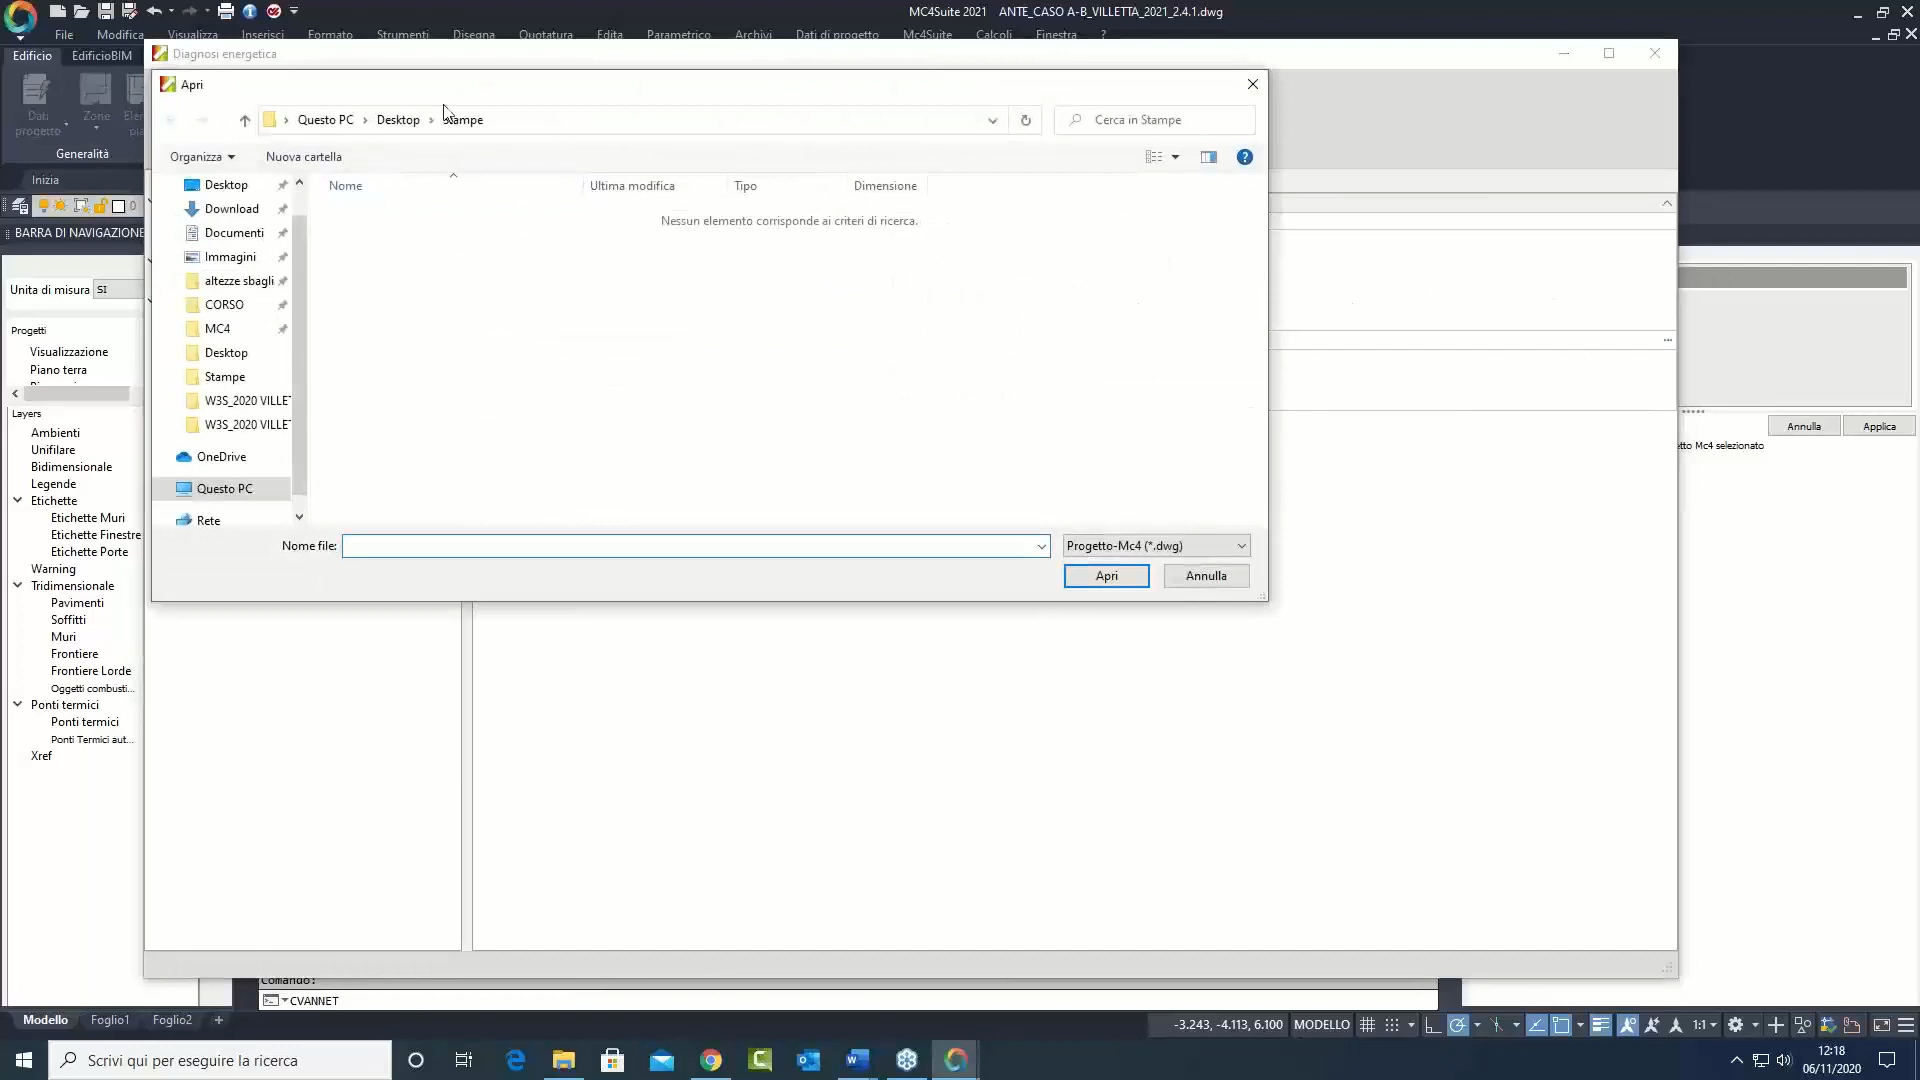 MC4Suite 2021 ANTE_CASO A-B_VILLETTA_2021_2.4.1.dwg
File Modifica Visualizza Inserisci Formato Strumenti Disegna Quotatura Edita Parametrico Archivi Dati di progetto Mc4Suite Calcoli Finestra ?
Edificio EdificioBIM
Diagnosi energetica
Apri
Dati progetto
Zone
Generalità
Questo PC > Desktop > Stampe
Cerca in Stampe
Organizza Nuova cartella
Inizia
0
BARRA DI NAVIGAZIONE
Nome Ultima modifica Tipo Dimensione
Nessun elemento corrisponde ai criteri di ricerca.
Desktop
Download
Documenti
Immagini
altezze sbagli
CORSO
MC4
Desktop
Stampe
W3S_2020 VILLET
W3S_2020 VILLET
OneDrive
Questo PC
Rete
Nome file:
Progetto-Mc4 (*.dwg)
Apri Annulla
Unita di misura SI
Progetti
Visualizzazione
Piano terra
Layers
Ambienti
Unifilare
Bidimensionale
Legende
Etichette
Etichette Muri
Etichette Finestre
Etichette Porte
Warning
Tridimensionale
Pavimenti
Soffitti
Muri
Frontiere
Frontiere Lorde
Oggetti combusti...
Ponti termici
Ponti termici
Ponti Termici aut...
Xref
Annulla Applica
tto Mc4 selezionato
Comando:
CVANNET
Modello Foglio1 Foglio2 +
-3.243, -4.113, 6.100 MODELLO 1:1
Scrivi qui per eseguire la ricerca
12:18
06/11/2020